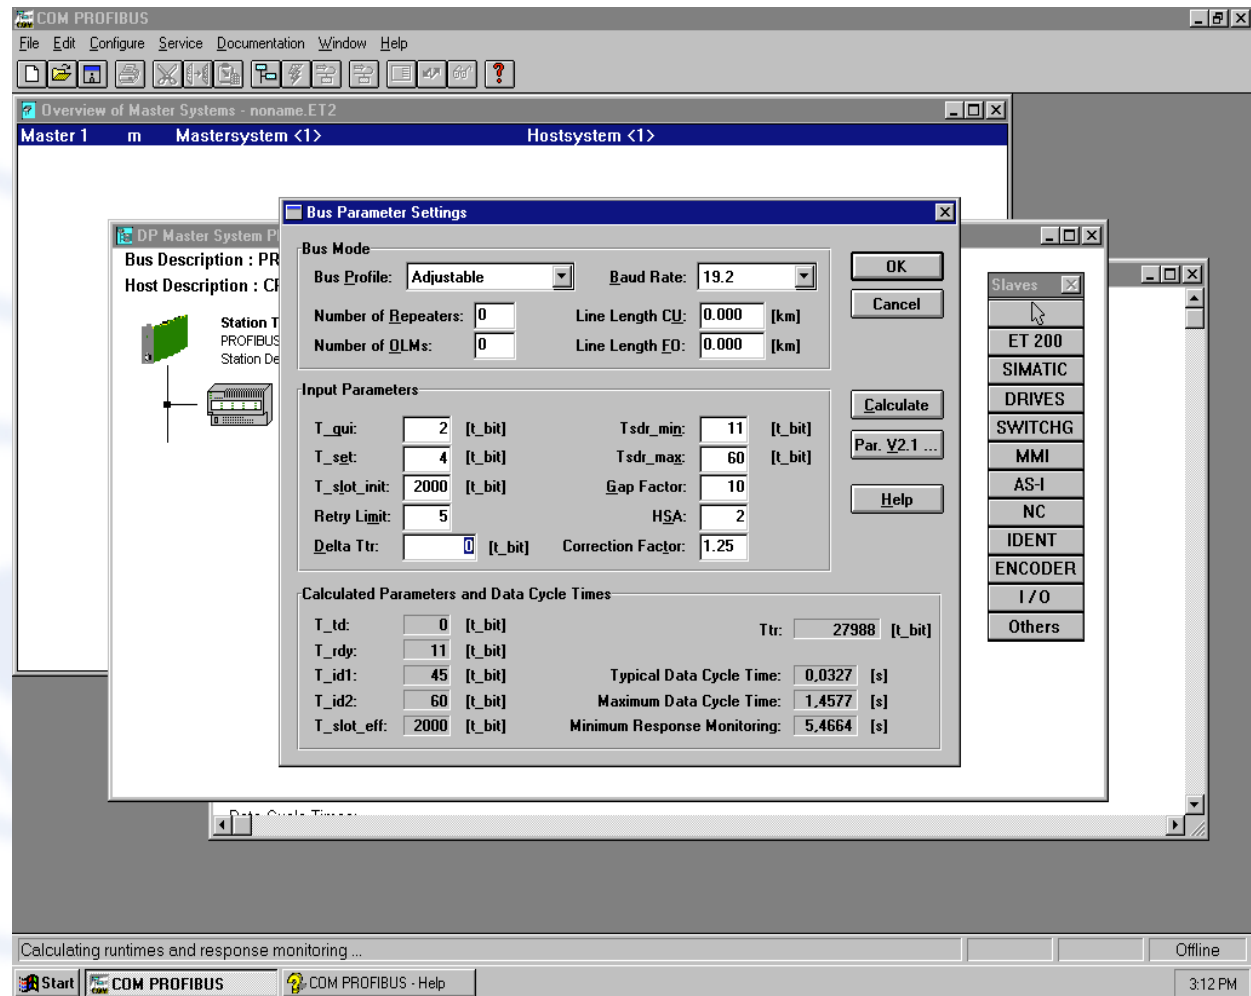 COM PROFIBUS
File Edit Configure Service Documentation Window Help
Overview of Master Systems - noname.ET2
Master 1 m Mastersystem <1> Hostsystem <1>
DP Master System P
Bus Description : PR
Host Description : CP
Station T
PROFIBUS
Station De
Bus Parameter Settings
Bus Mode
Bus Profile: Adjustable Baud Rate: 19.2
Number of Repeaters: 0 Line Length CU: 0.000 [km]
Number of OLMs: 0 Line Length FO: 0.000 [km]
OK
Cancel
Input Parameters
T_qui: 2 [t_bit] Tsdr_min: 11 [t_bit]
T_set: 4 [t_bit] Tsdr_max: 60 [t_bit]
T_slot_init: 2000 [t_bit] Gap Factor: 10
Retry Limit: 5 HSA: 2
Delta Ttr: 0 [t_bit] Correction Factor: 1.25
Calculate
Par. V2.1 ...
Help
Calculated Parameters and Data Cycle Times
T_td: 0 [t_bit] Ttr: 27988 [t_bit]
T_rdy: 11 [t_bit]
T_id1: 45 [t_bit] Typical Data Cycle Time: 0,0327 [s]
T_id2: 60 [t_bit] Maximum Data Cycle Time: 1,4577 [s]
T_slot_eff: 2000 [t_bit] Minimum Response Monitoring: 5,4664 [s]
Slaves
ET 200
SIMATIC
DRIVES
SWITCHG
MMI
AS-I
NC
IDENT
ENCODER
I / O
Others
Data Cycle Times:
Calculating runtimes and response monitoring ... Offline
Start COM PROFIBUS COM PROFIBUS - Help 3:12 PM